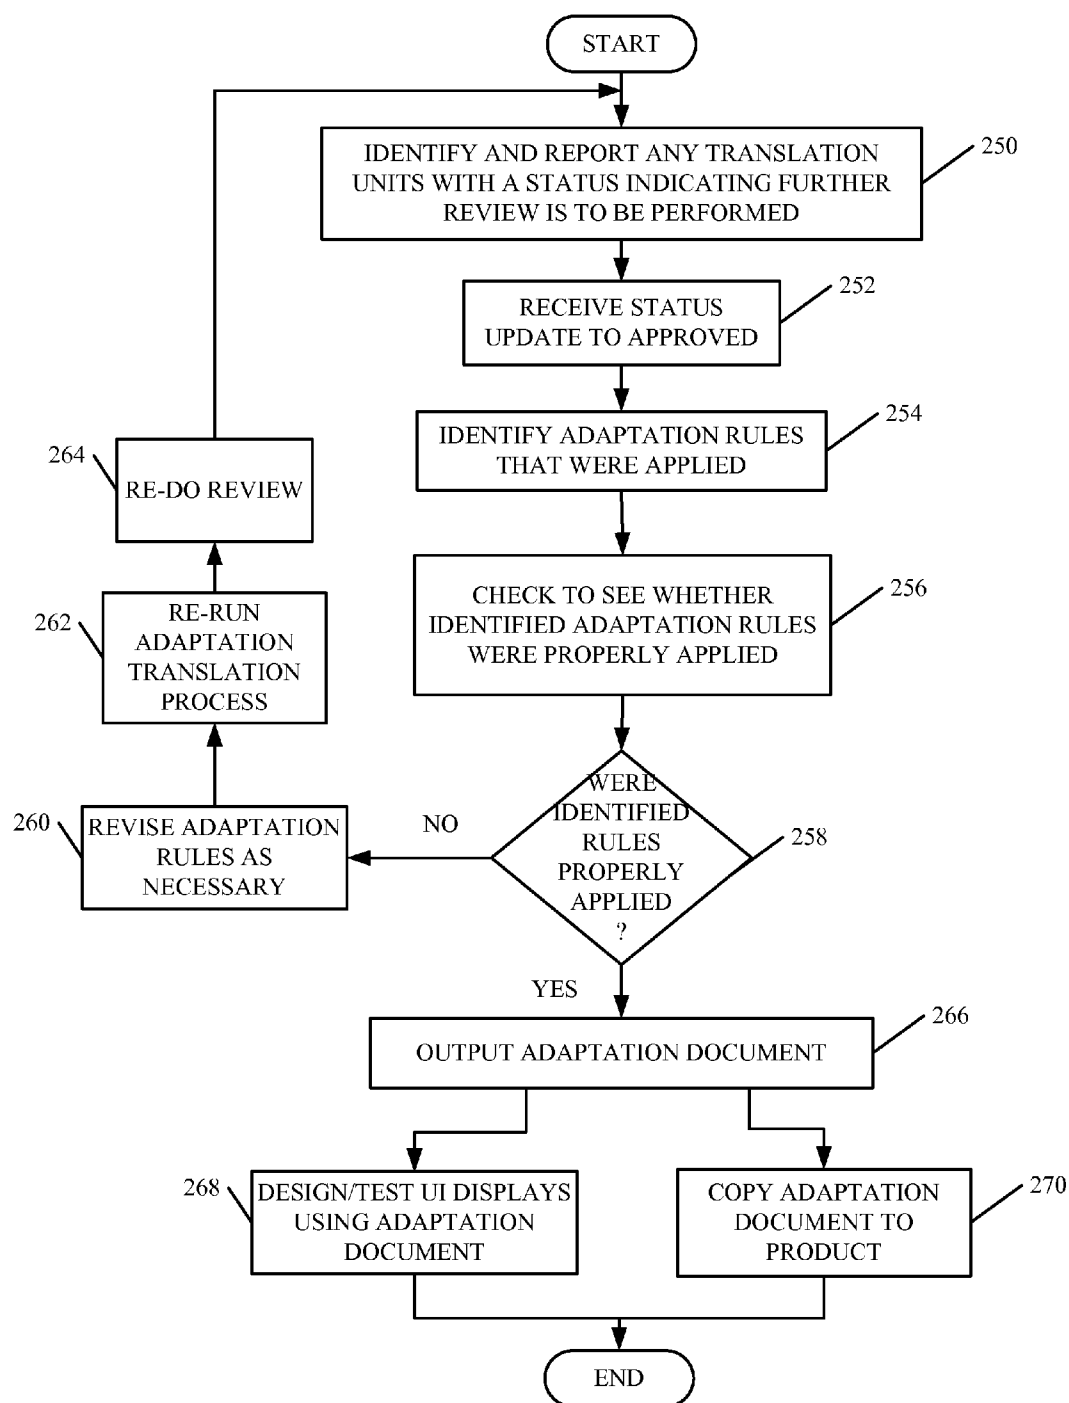 START
IDENTIFY AND REPORT ANY TRANSLATION
UNITS WITH A STATUS INDICATING FURTHER
REVIEW IS TO BE PERFORMED
250
RECEIVE STATUS
UPDATE TO APPROVED
252
IDENTIFY ADAPTATION RULES
THAT WERE APPLIED
254
CHECK TO SEE WHETHER
IDENTIFIED ADAPTATION RULES
WERE PROPERLY APPLIED
256
WERE
IDENTIFIED
RULES
PROPERLY
APPLIED
?
258
NO
REVISE ADAPTATION
RULES AS
NECESSARY
260
RE-RUN
ADAPTATION
TRANSLATION
PROCESS
262
RE-DO REVIEW
264
YES
OUTPUT ADAPTATION DOCUMENT
266
DESIGN/TEST UI DISPLAYS
USING ADAPTATION
DOCUMENT
268
COPY ADAPTATION
DOCUMENT TO
PRODUCT
270
END